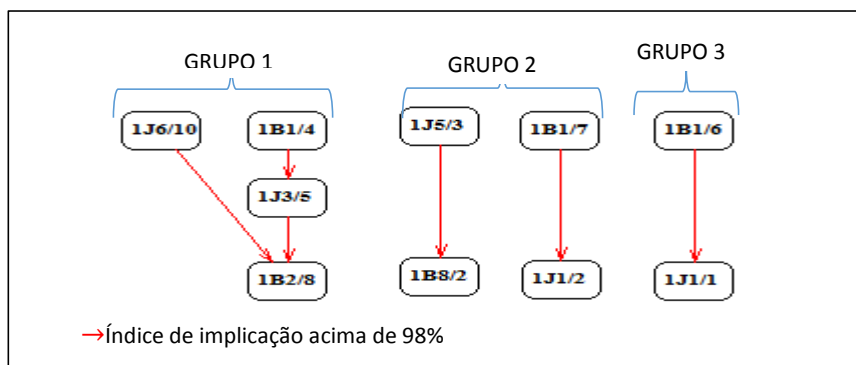 GRUPO 1
GRUPO 2
GRUPO 3
1J6/10
1B1/4
1J5/3
1B1/7
1B1/6
1J3/5
1B2/8
1B8/2
1J1/2
1J1/1
→Índice de implicação acima de 98%